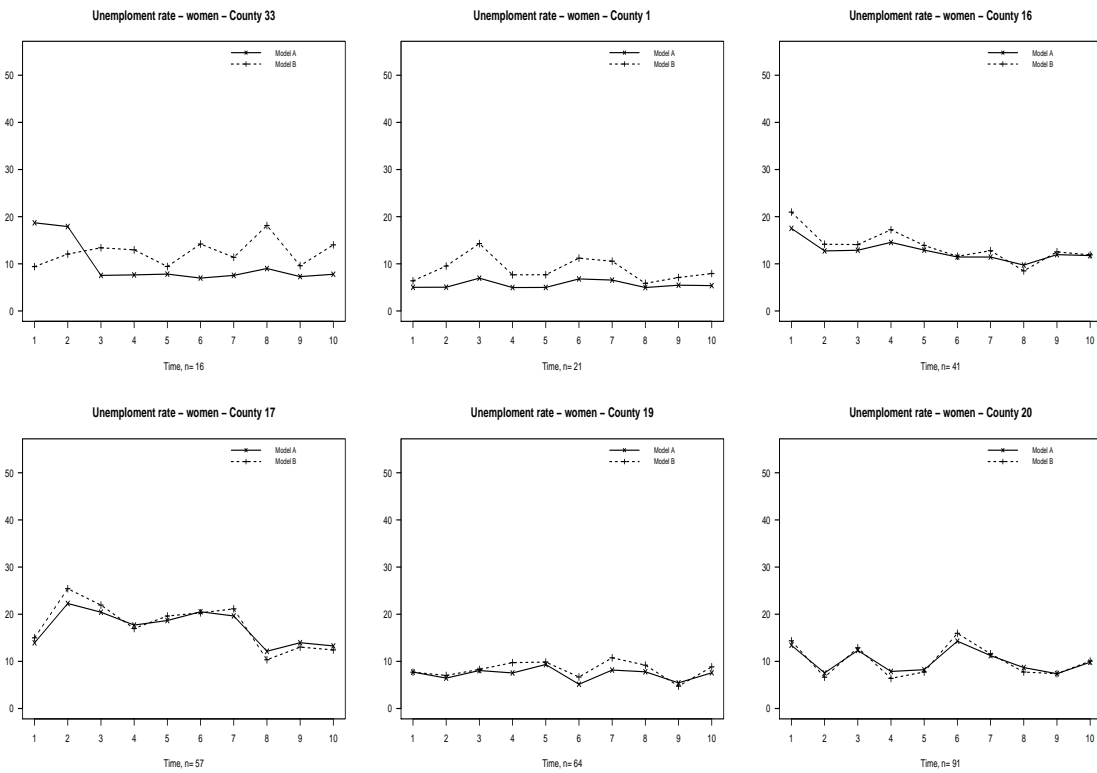 Unemploment rate – women – County 33
Model A
Model B
50
40
30
20
10
0
1 2 3 4 5 6 7 8 9 10
Time, n= 16
Unemploment rate – women – County 1
Model A
Model B
50
40
30
20
10
0
1 2 3 4 5 6 7 8 9 10
Time, n= 21
Unemploment rate – women – County 16
Model A
Model B
50
40
30
20
10
0
1 2 3 4 5 6 7 8 9 10
Time, n= 41
Unemploment rate – women – County 17
Model A
Model B
50
40
30
20
10
0
1 2 3 4 5 6 7 8 9 10
Time, n= 57
Unemploment rate – women – County 19
Model A
Model B
50
40
30
20
10
0
1 2 3 4 5 6 7 8 9 10
Time, n= 64
Unemploment rate – women – County 20
Model A
Model B
50
40
30
20
10
0
1 2 3 4 5 6 7 8 9 10
Time, n= 91